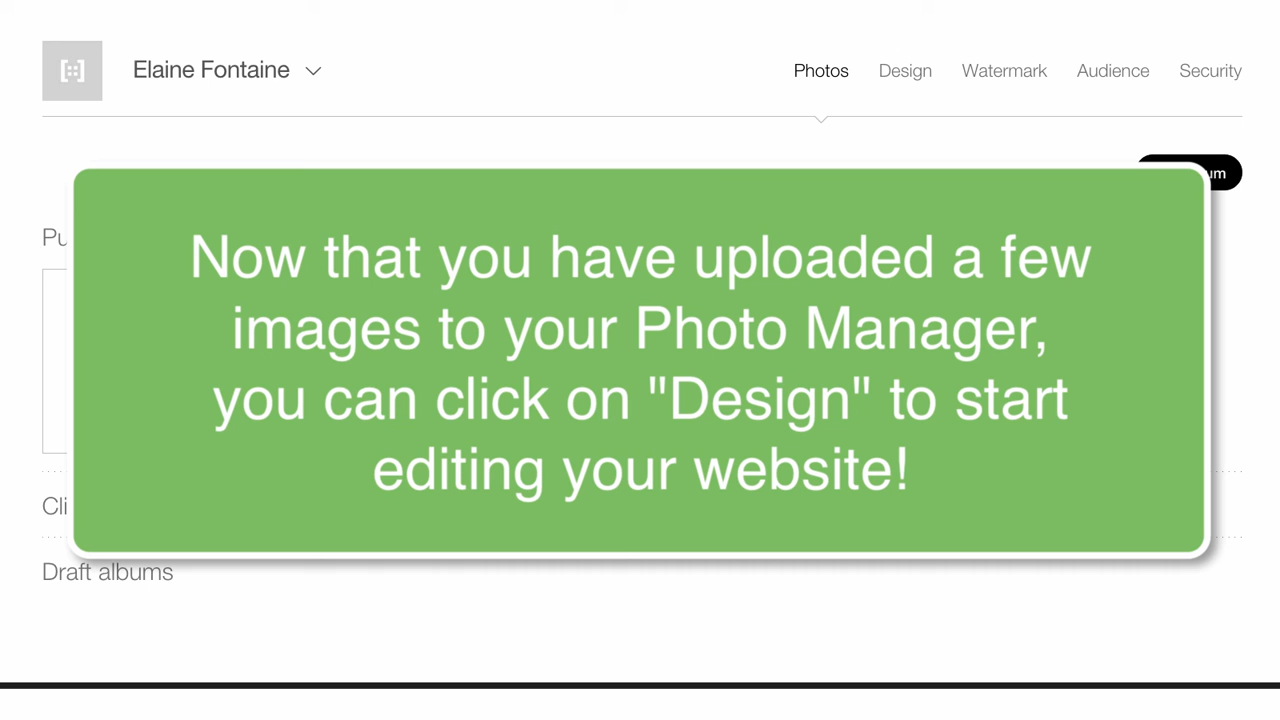 Elaine Fontaine
Photos Design Watermark Audience Security
Now that you have uploaded a few
images to your Photo Manager,
you can click on "Design" to start
editing your website!
Draft albums